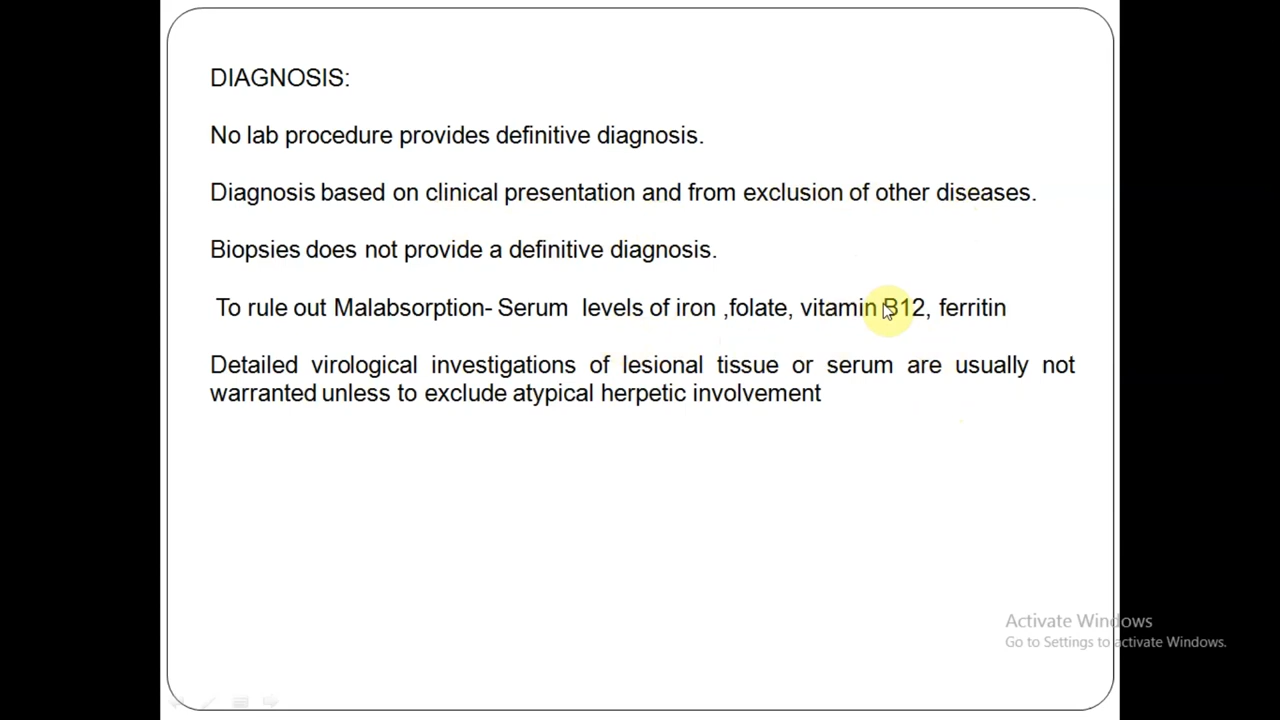 DIAGNOSIS:
No lab procedure provides definitive diagnosis.
Diagnosis based on clinical presentation and from exclusion of other diseases.
Biopsies does not provide a definitive diagnosis.
To rule out Malabsorption- Serum levels of iron ,folate, vitamin B12, ferritin
Detailed virological investigations of lesional tissue or serum are usually not
warranted unless to exclude atypical herpetic involvement
Activate Windows
Go to Settings to activate Windows.